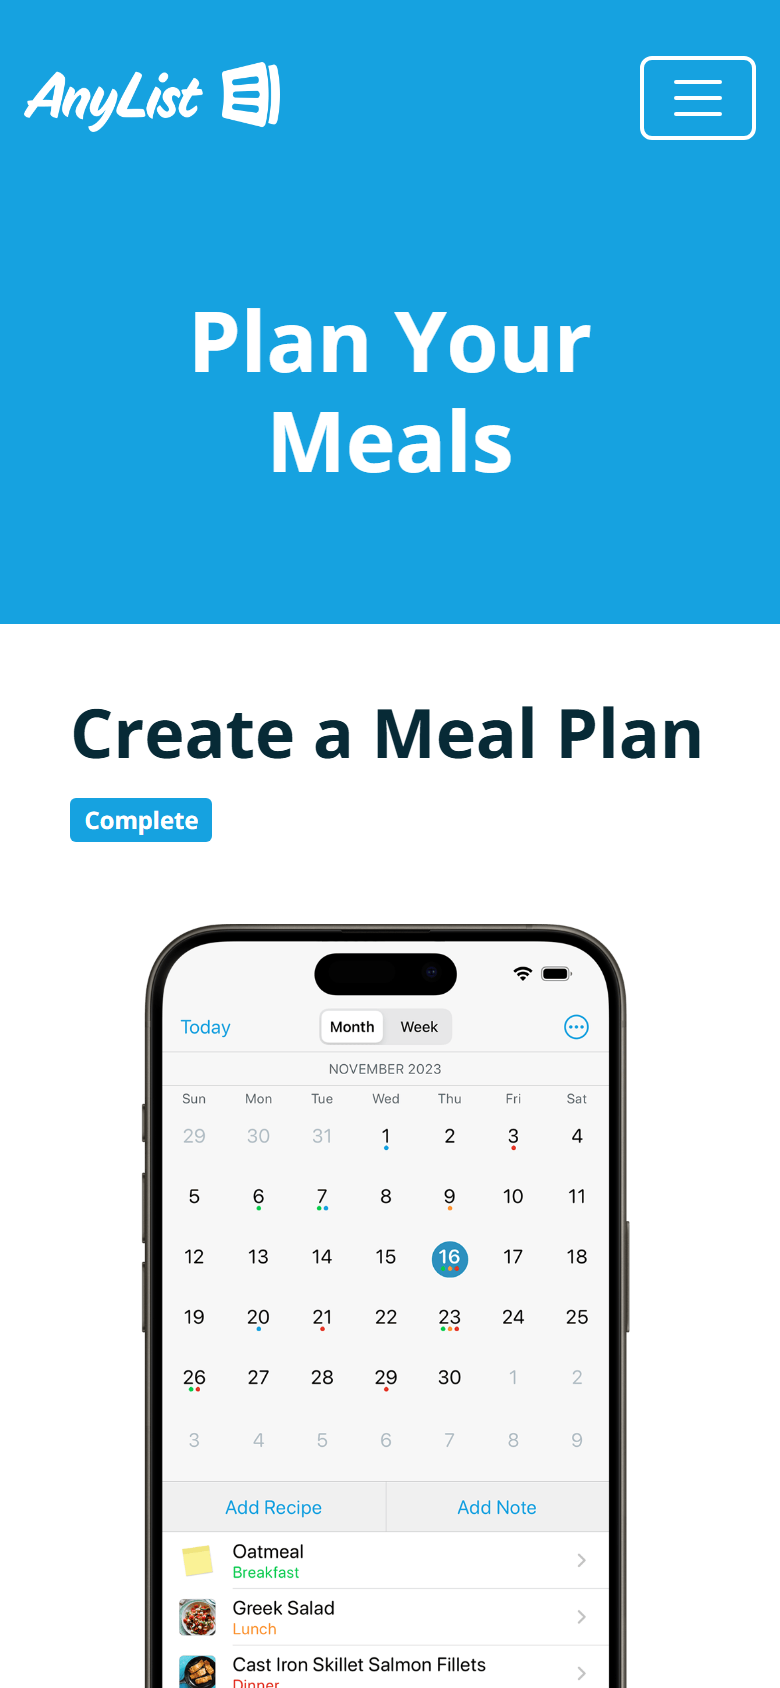 AnyList
Plan Your
Meals
Create a Meal Plan
Complete
Today Month Week
NOVEMBER 2023
Sun Mon Tue Wed Thu Fri Sat
29 30 31 1 2 3 4
5 6 7 8 9 10 11
12 13 14 15 16 17 18
19 20 21 22 23 24 25
26 27 28 29 30 1 2
3 4 5 6 7 8 9
Add Recipe Add Note
Oatmeal
Breakfast
Greek Salad
Lunch
Cast Iron Skillet Salmon Fillets
Dinner